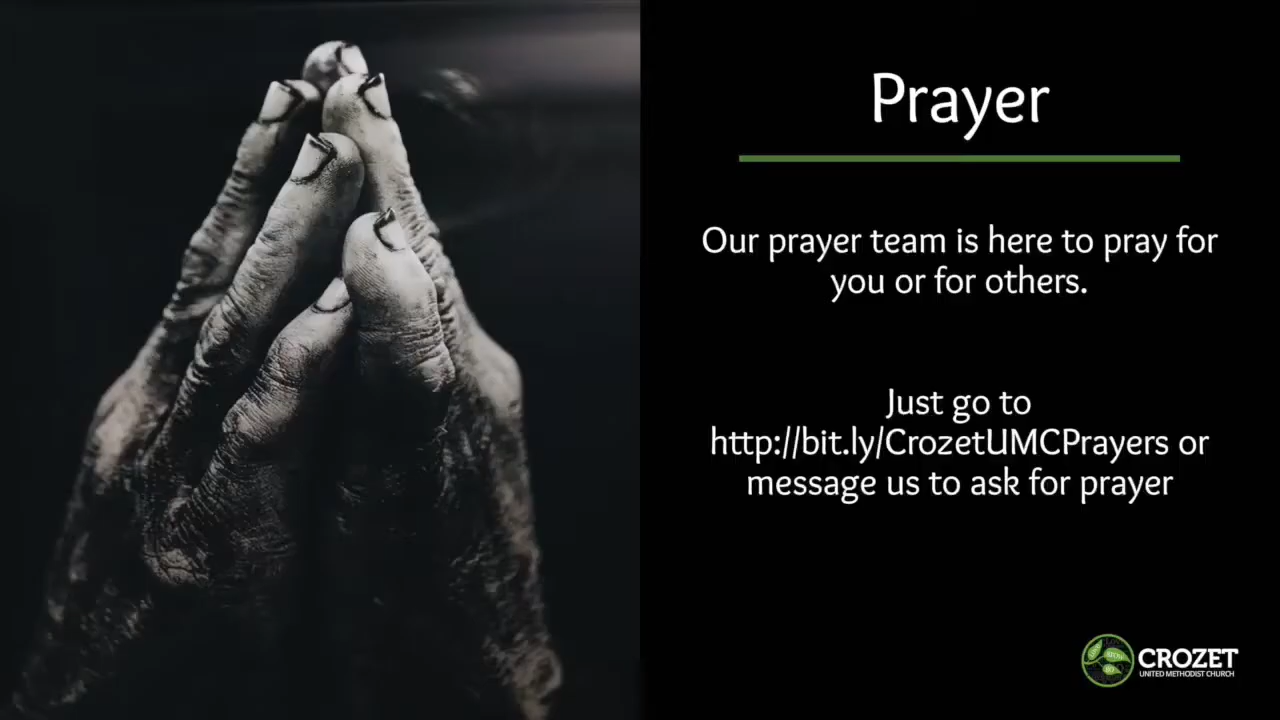 Prayer
Our prayer team is here to pray for
you or for others.
Just go to
http://bit.ly/CrozetUMCPrayers or
message us to ask for prayer
CROZET
UNITED METHODIST CHURCH